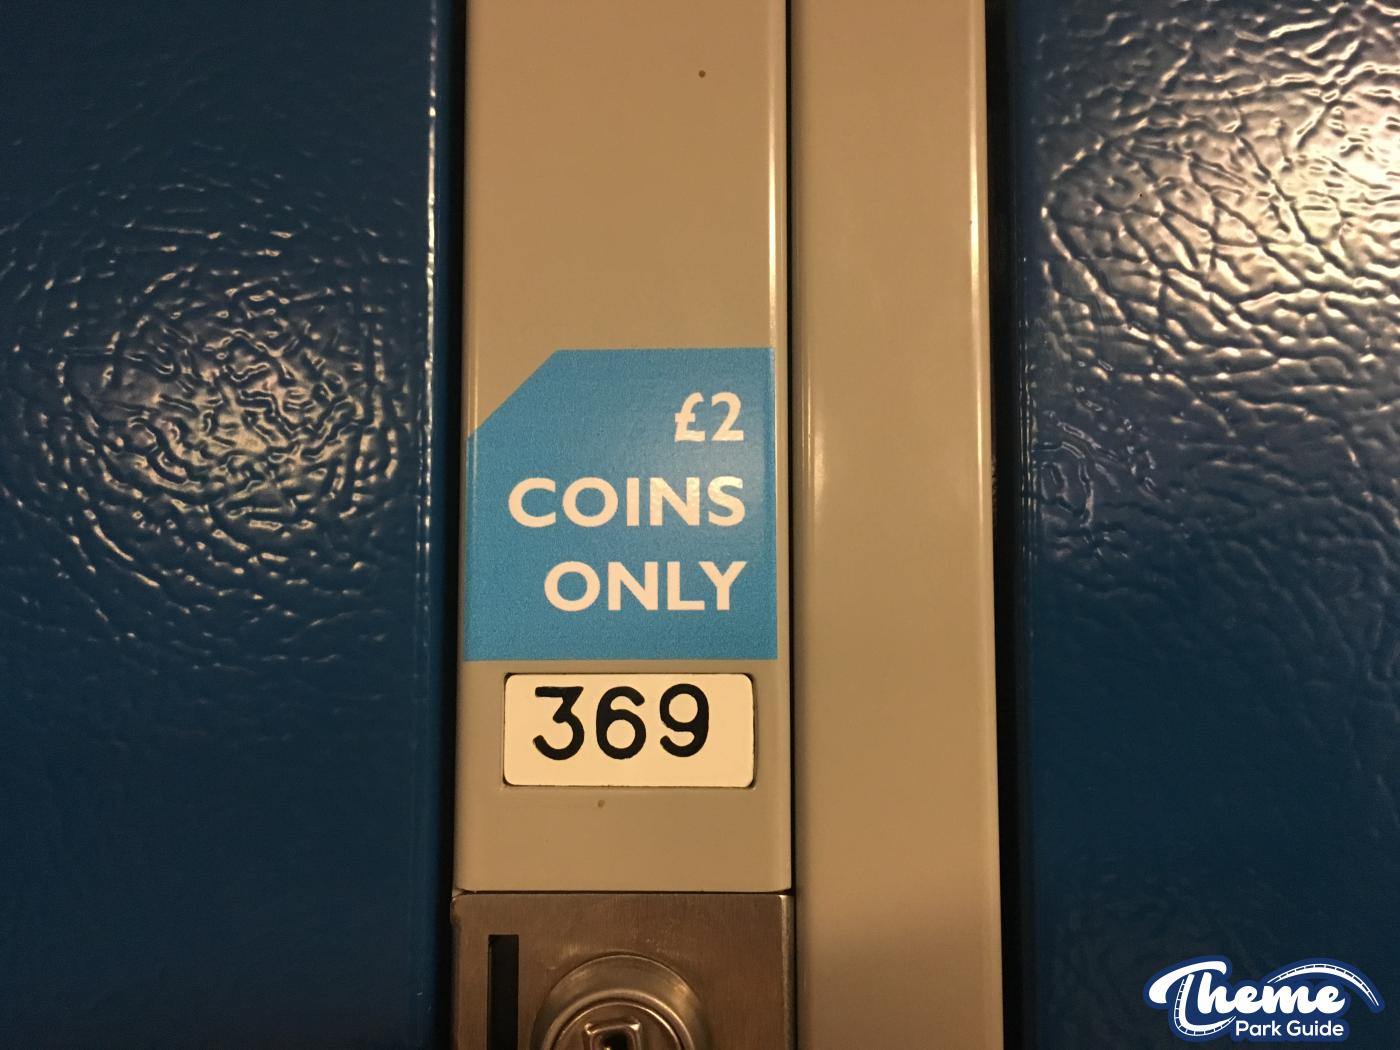 £2
COINS
ONLY
369
Theme
Park Guide